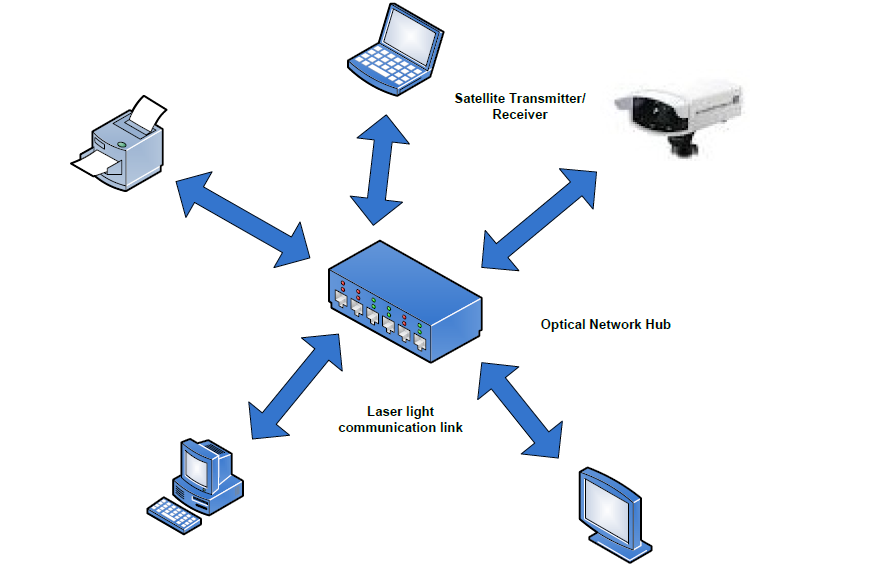 Satellite Transmitter/
Receiver
Optical Network Hub
Laser light
communication link